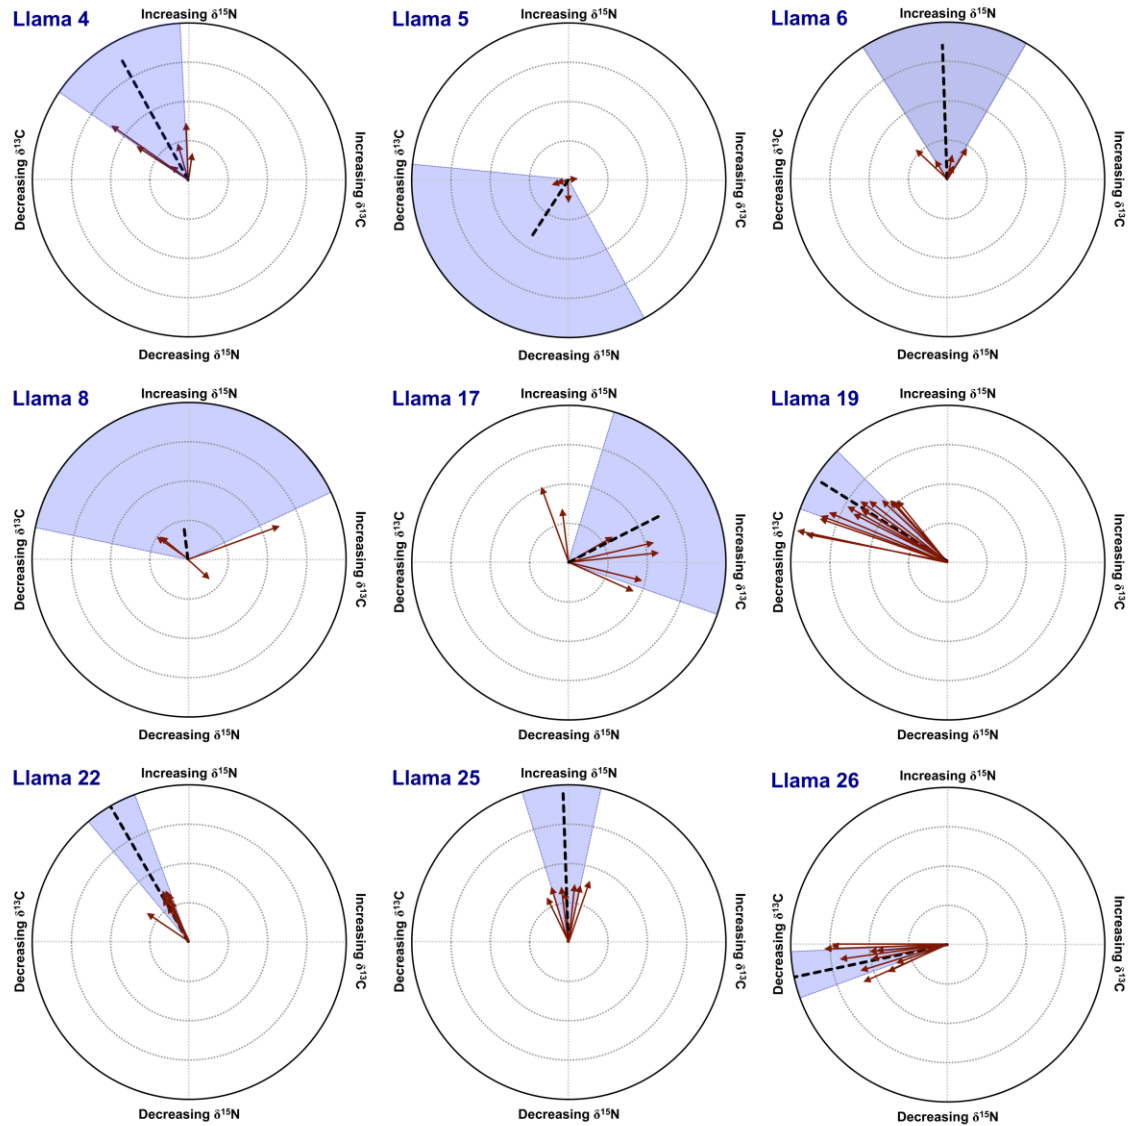 Llama 4
Increasing δ¹⁵N
Decreasing δ¹³C
Increasing δ¹³C
Decreasing δ¹⁵N
Llama 5
Increasing δ¹⁵N
Decreasing δ¹³C
Increasing δ¹³C
Decreasing δ¹⁵N
Llama 6
Increasing δ¹⁵N
Decreasing δ¹³C
Increasing δ¹³C
Decreasing δ¹⁵N
Llama 8
Increasing δ¹⁵N
Decreasing δ¹³C
Increasing δ¹³C
Decreasing δ¹⁵N
Llama 17
Increasing δ¹⁵N
Decreasing δ¹³C
Increasing δ¹³C
Decreasing δ¹⁵N
Llama 19
Increasing δ¹⁵N
Decreasing δ¹³C
Increasing δ¹³C
Decreasing δ¹⁵N
Llama 22
Increasing δ¹⁵N
Decreasing δ¹³C
Increasing δ¹³C
Decreasing δ¹⁵N
Llama 25
Increasing δ¹⁵N
Decreasing δ¹³C
Increasing δ¹³C
Decreasing δ¹⁵N
Llama 26
Increasing δ¹⁵N
Decreasing δ¹³C
Increasing δ¹³C
Decreasing δ¹⁵N